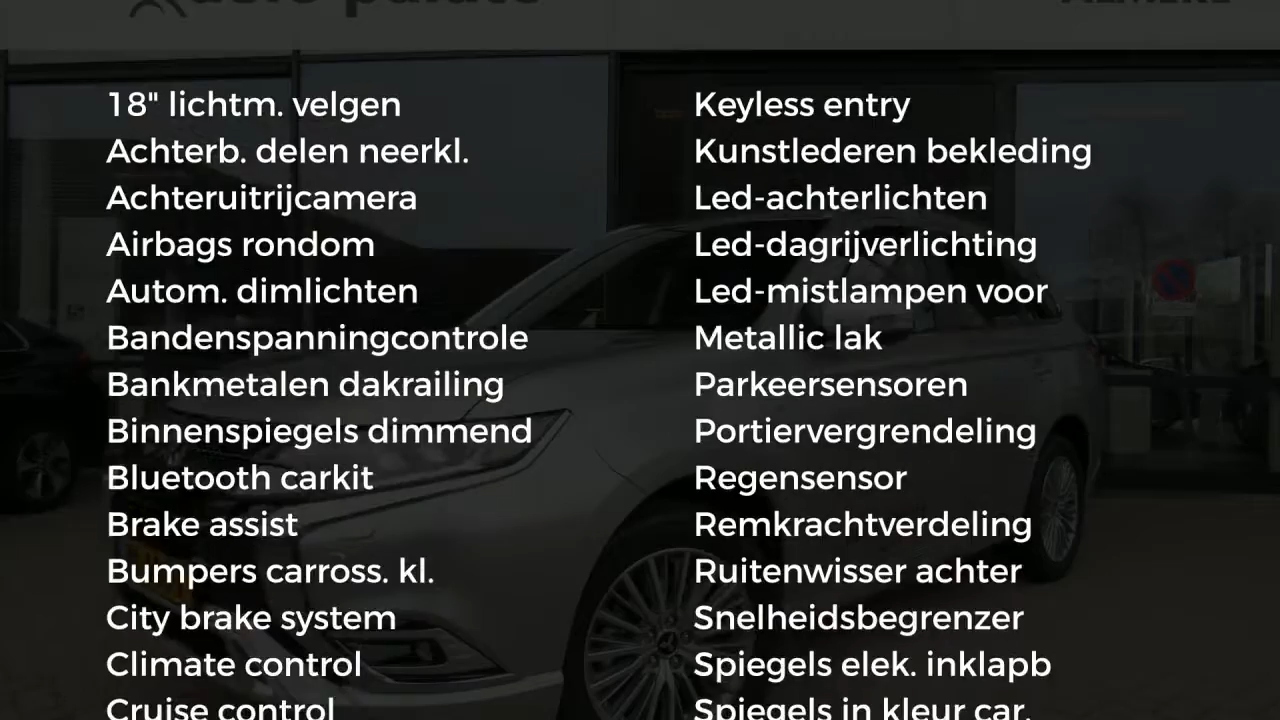 18" lichtm. velgen
Achterb. delen neerkl.
Achteruitrijcamera
Airbags rondom
Autom. dimlichten
Bandenspanningcontrole
Bankmetalen dakrailing
Binnenspiegels dimmend
Bluetooth carkit
Brake assist
Bumpers carross. kl.
City brake system
Climate control
Cruise control
Keyless entry
Kunstlederen bekleding
Led-achterlichten
Led-dagrijverlichting
Led-mistlampen voor
Metallic lak
Parkeersensoren
Portiervergrendeling
Regensensor
Remkrachtverdeling
Ruitenwisser achter
Snelheidsbegrenzer
Spiegels elek. inklapb
Spiegels in kleur car.